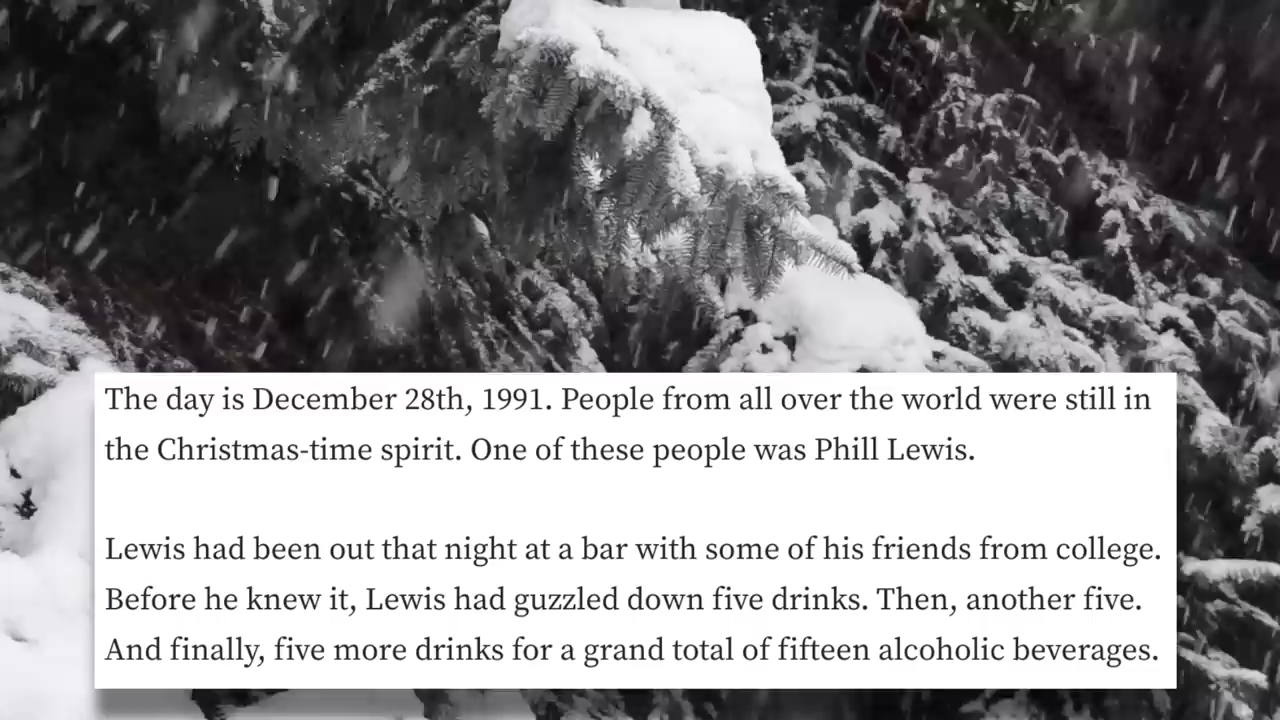 The day is December 28th, 1991. People from all over the world were still in
the Christmas-time spirit. One of these people was Phill Lewis.
Lewis had been out that night at a bar with some of his friends from college.
Before he knew it, Lewis had guzzled down five drinks. Then, another five.
And finally, five more drinks for a grand total of fifteen alcoholic beverages.